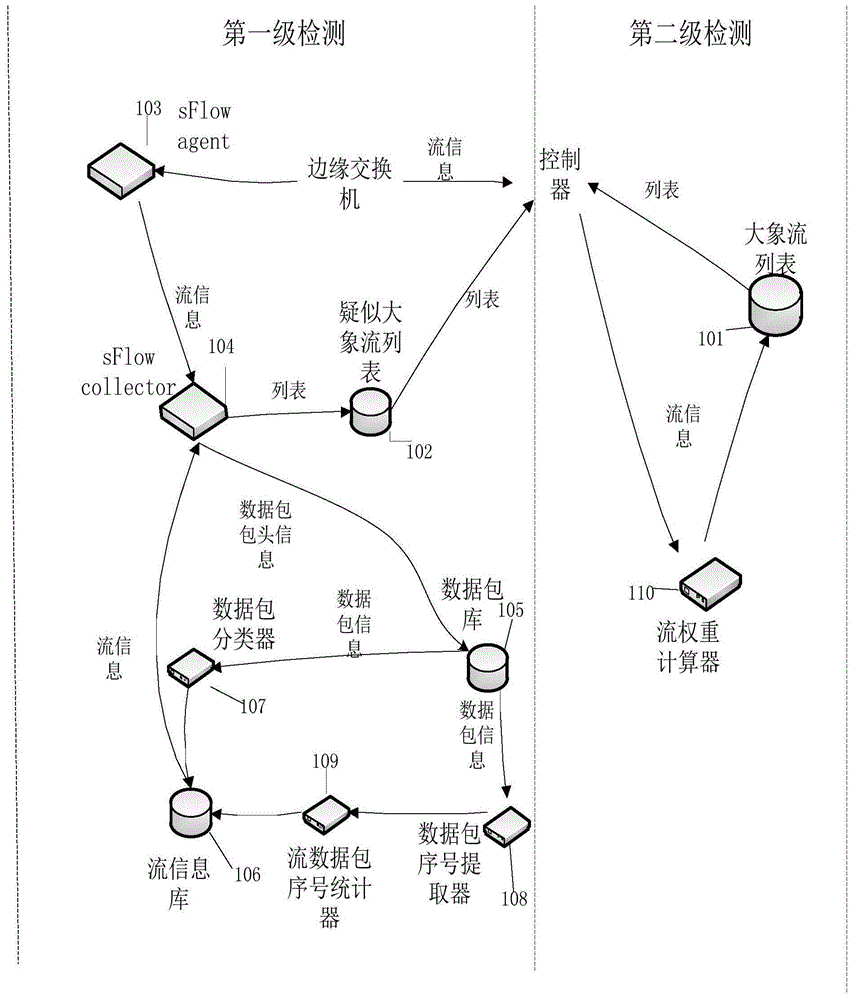 第一级检测
第二级检测
103
sFlow
agent
边缘交换
机
流信
息
控制
器
列表
大象流
列表
101
流信
息
疑似大
象流列
表
列表
104
sFlow
collector
列表
102
流信
息
数据包
包头信
息
110
流权重
计算器
数据包
分类器
数据
包信
息
数据包
库
105
流信
息
107
数据
包信
息
109
流信息
库
106
流数据包
序号统计
器
数据包
序号提
取器
108